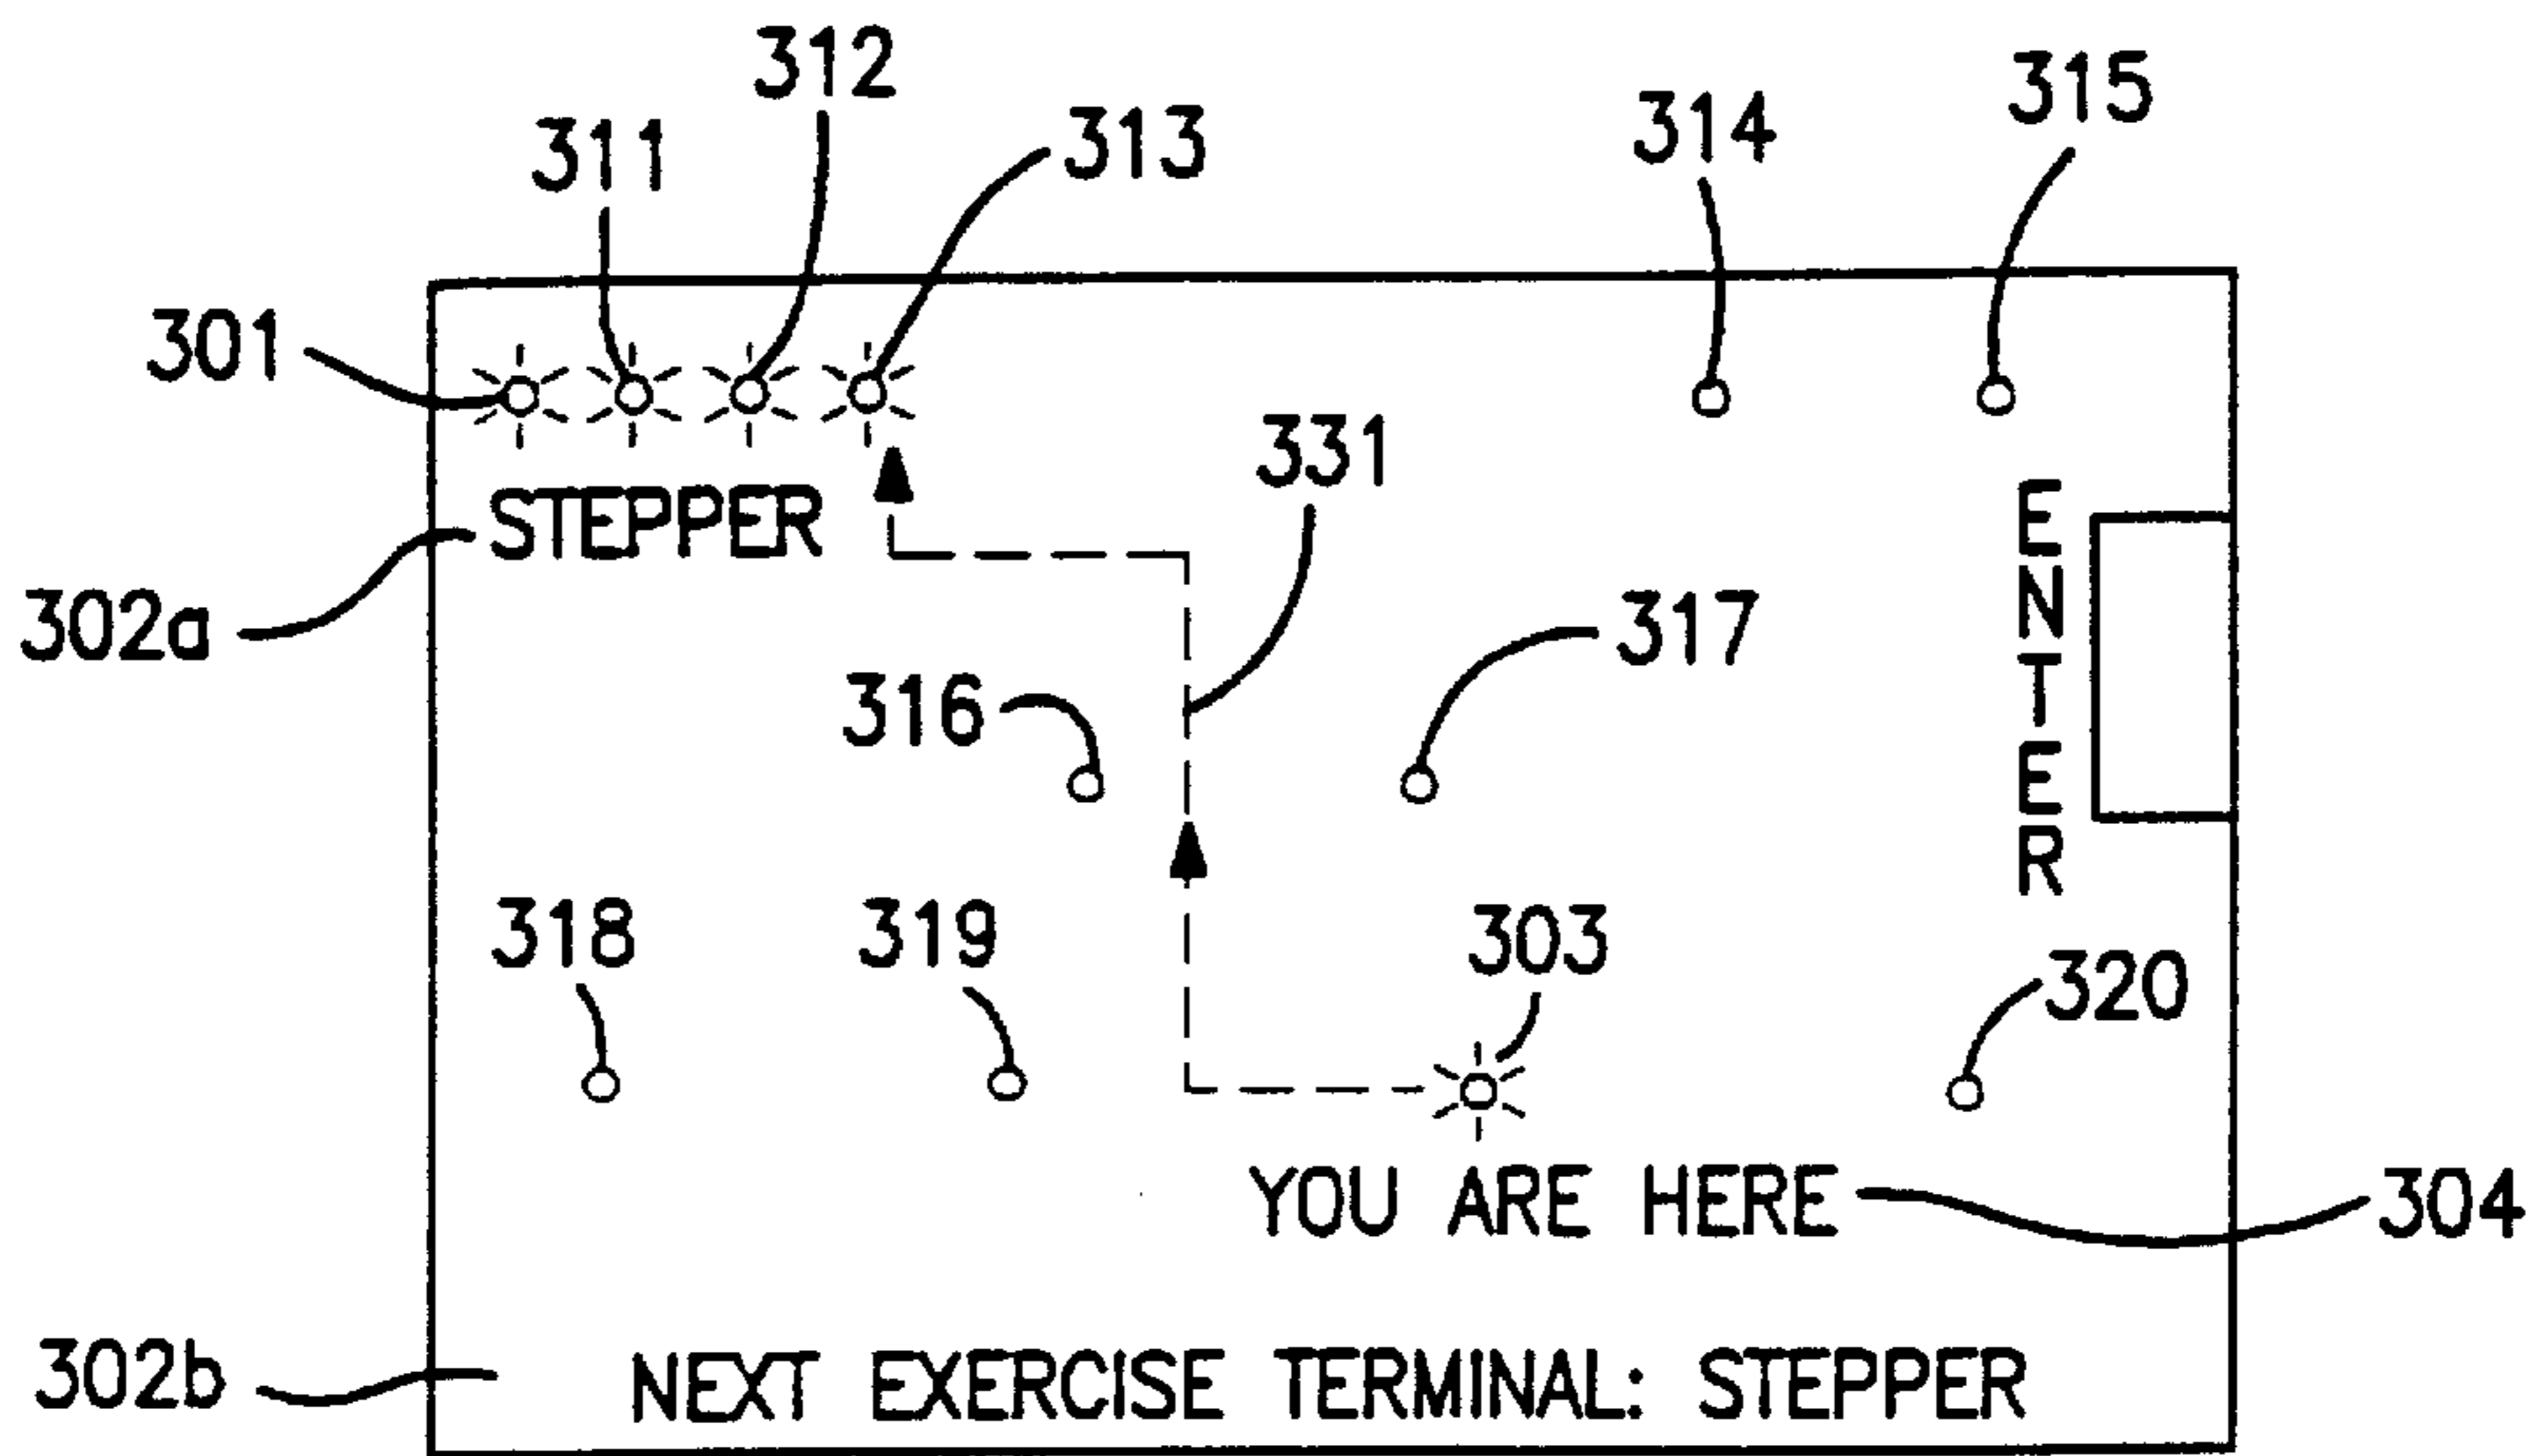 312
315
314
311
313
301
331
STEPPER
ENTER
302a
317
316
318
319
303
320
YOU ARE HERE
304
302b
NEXT EXERCISE TERMINAL: STEPPER